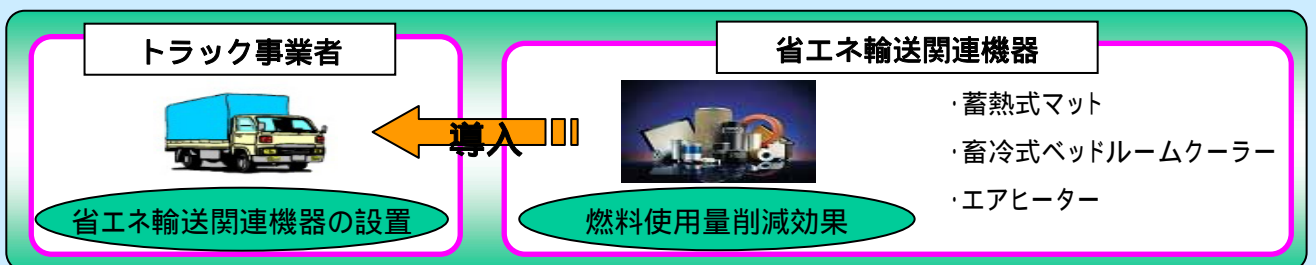 トラック事業者
省エネ輸送関連機器
導入
・蓄熱式マット
・畜冷式ベッドルームクーラー
・エアヒーター
省エネ輸送関連機器の設置
燃料使用量削減効果